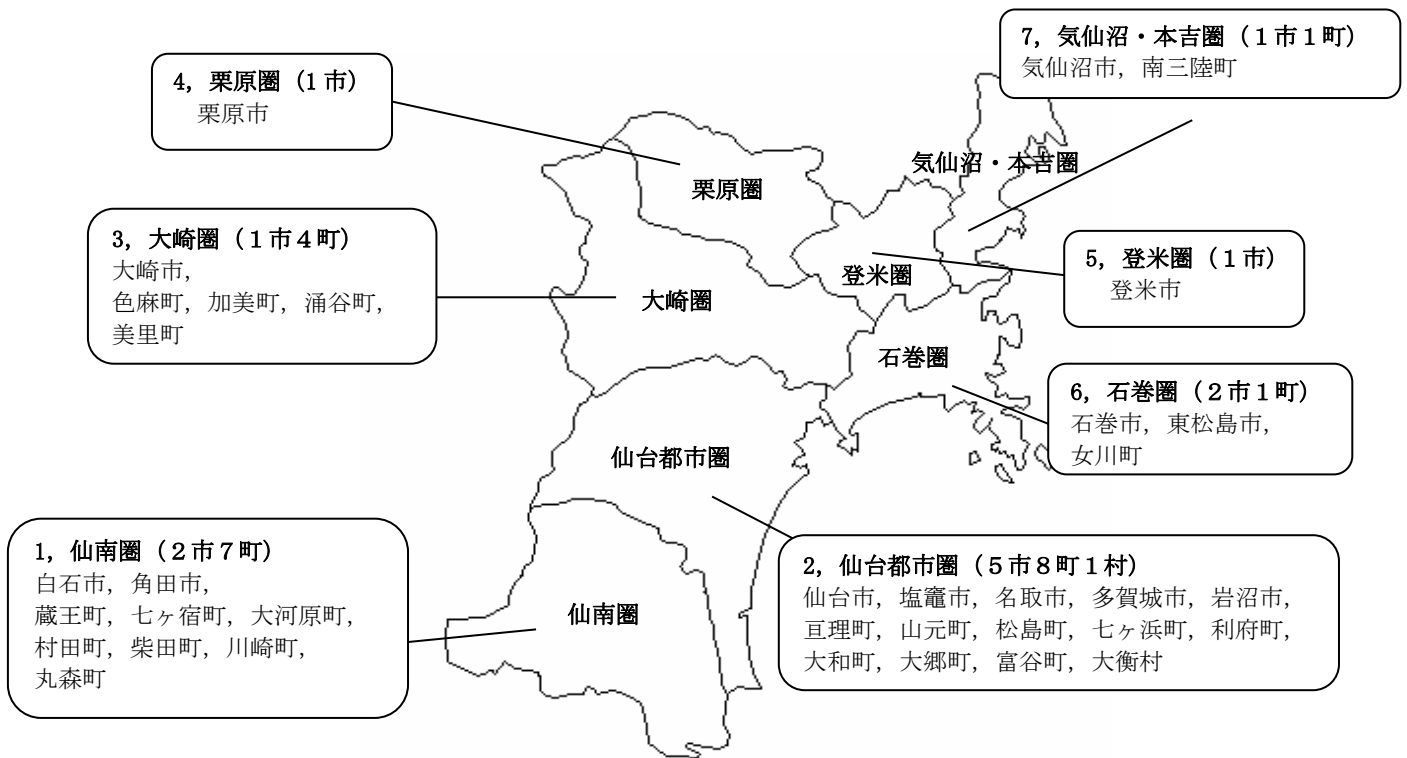 7, 気仙沼・本吉圏（１市１町）
気仙沼市, 南三陸町
4, 栗原圏（1 市）
栗原市
気仙沼・本吉圏
栗原圏
3, 大崎圏（１市４町）
大崎市,
色麻町, 加美町, 涌谷町,
美里町
5, 登米圏（１市）
登米市
登米圏
大崎圏
石巻圏
6, 石巻圏（２市１町）
石巻市, 東松島市,
女川町
仙台都市圏
1, 仙南圏（２市７町）
白石市, 角田市,
蔵王町, 七ヶ宿町, 大河原町,
村田町, 柴田町, 川崎町,
丸森町
仙南圏
2, 仙台都市圏（５市８町１村）
仙台市, 塩竈市, 名取市, 多賀城市, 岩沼市,
亘理町, 山元町, 松島町, 七ヶ浜町, 利府町,
大和町, 大郷町, 富谷町, 大衡村